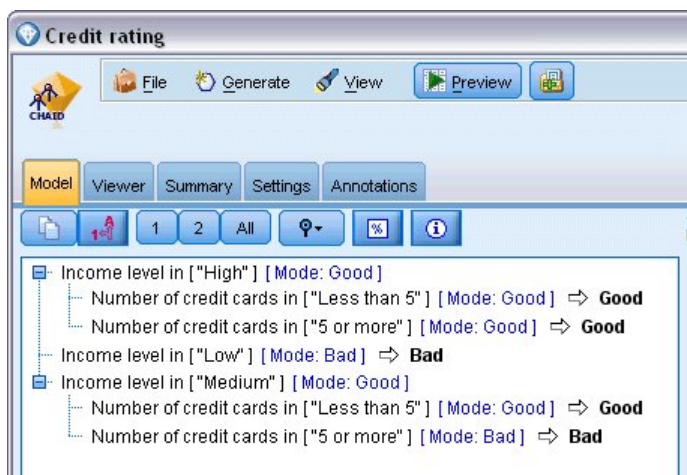 Credit rating
CHAID
File Generate View Preview
Model Viewer Summary Settings Annotations
1 A 1 2 All % i
Income level in ["High"] [Mode: Good]
Number of credit cards in ["Less than 5"] [Mode: Good] ⇨ Good
Number of credit cards in ["5 or more"] [Mode: Good] ⇨ Good
Income level in ["Low"] [Mode: Bad] ⇨ Bad
Income level in ["Medium"] [Mode: Good]
Number of credit cards in ["Less than 5"] [Mode: Good] ⇨ Good
Number of credit cards in ["5 or more"] [Mode: Bad] ⇨ Bad